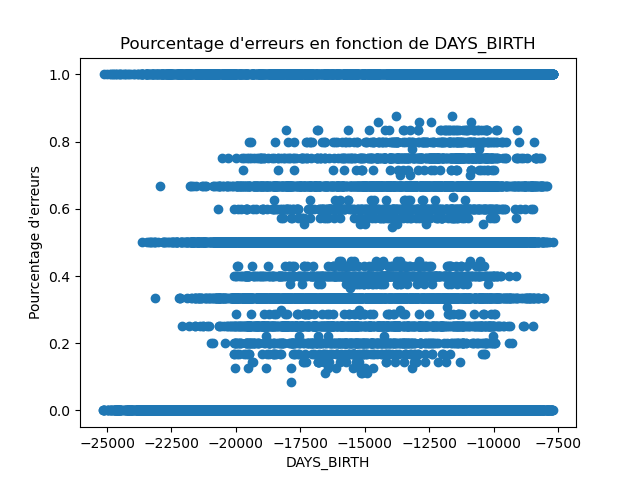 Pourcentage d'erreurs en fonction de DAYS_BIRTH
1.0
0.8
0.6
0.4
0.2
0.0
Pourcentage d'erreurs
−25000 −22500 −20000 −17500 −15000 −12500 −10000 −7500
DAYS_BIRTH